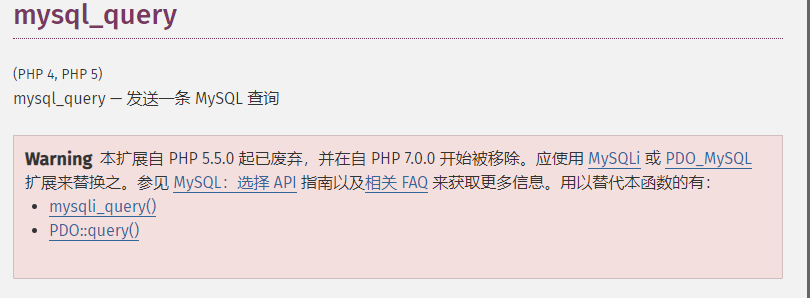 mysql_query
(PHP 4, PHP 5)
mysql_query — 发送一条 MySQL 查询
Warning 本扩展自 PHP 5.5.0 起已废弃，并在自 PHP 7.0.0 开始被移除。应使用 MySQLi 或 PDO_MySQL
扩展来替换之。参见 MySQL：选择 API 指南以及相关 FAQ 来获取更多信息。用以替代本函数的有：
• mysqli_query()
• PDO::query()